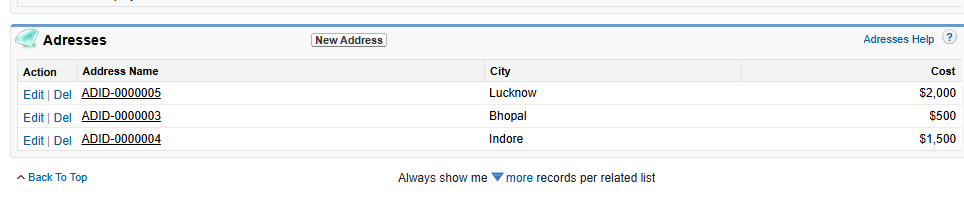 Adresses New Address Adresses Help ?
Action Address Name City Cost
Edit | Del ADID-0000005 Lucknow $2,000
Edit | Del ADID-0000003 Bhopal $500
Edit | Del ADID-0000004 Indore $1,500
Back To Top Always show me more records per related list